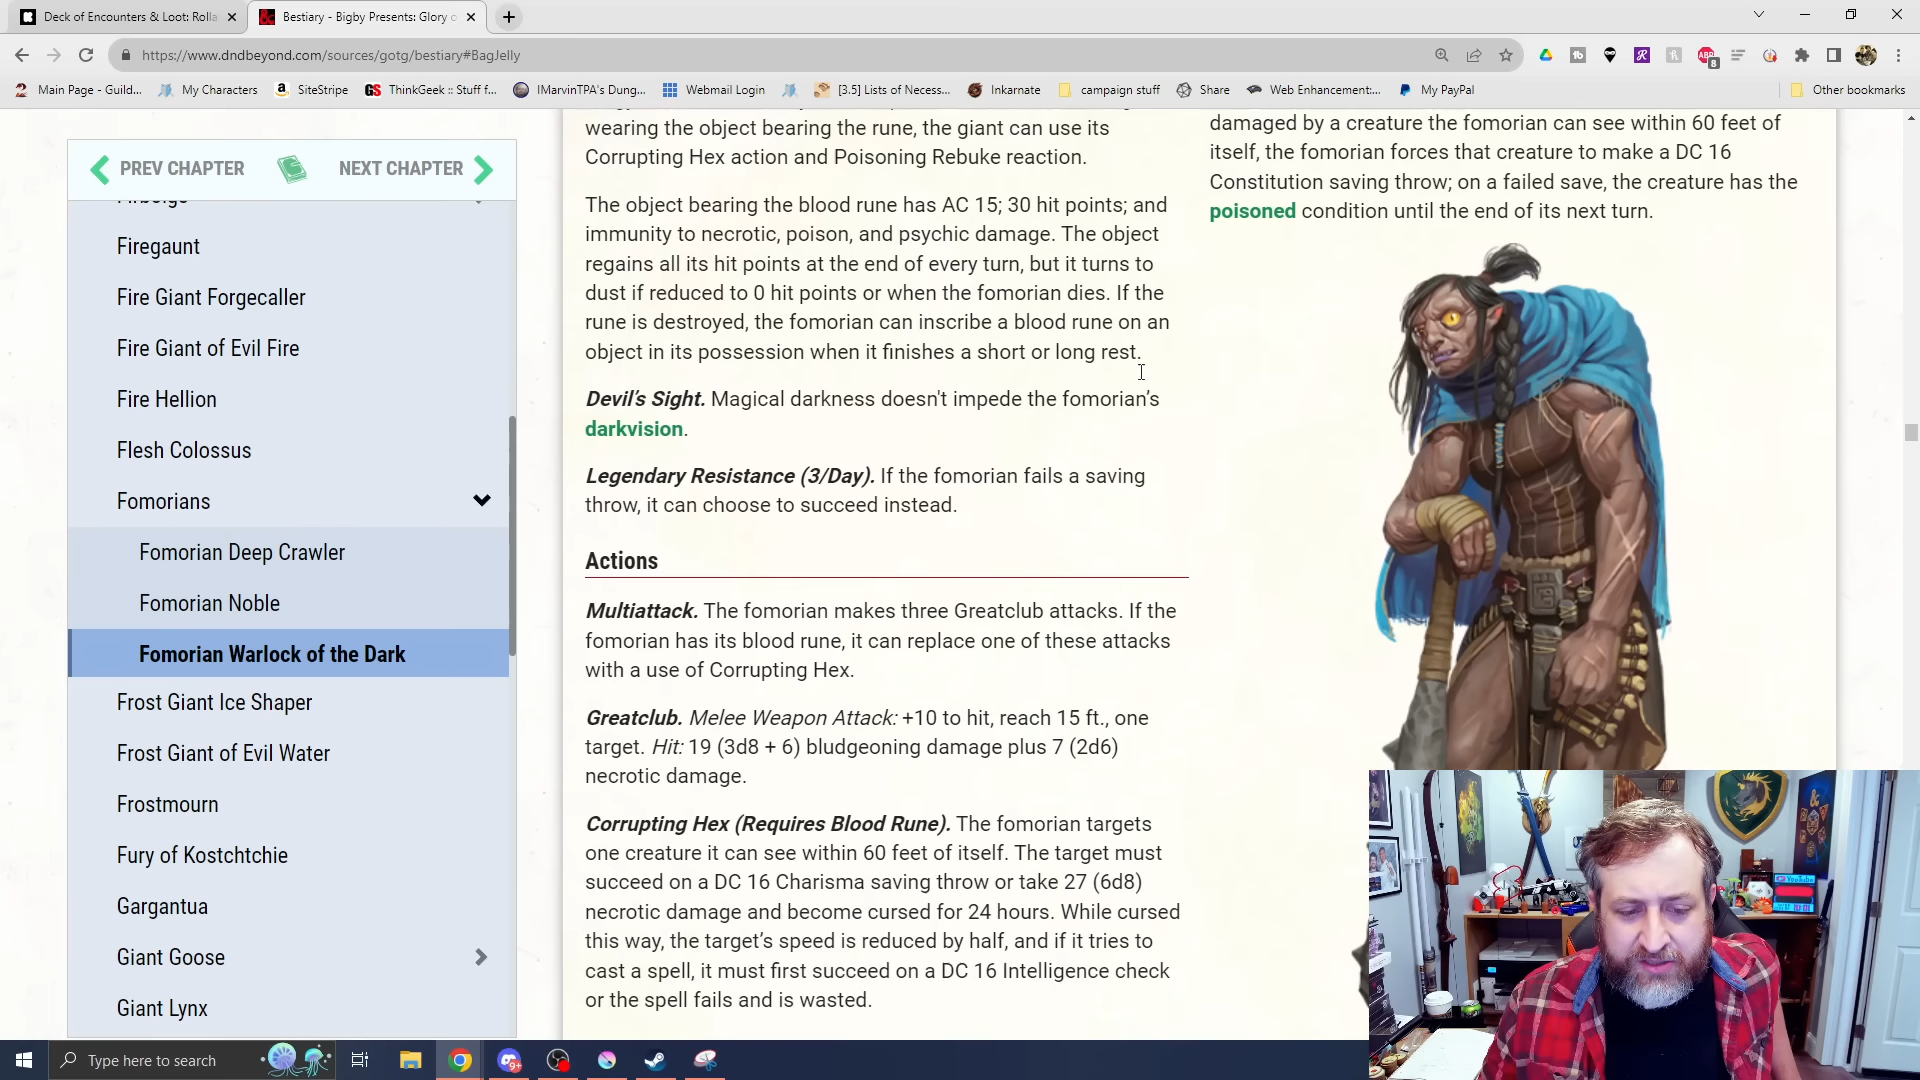 Deck of Encounters & Loot: Rolla
Bestiary - Bigby Presents: Glory o
https://www.dndbeyond.com/sources/gotg/bestiary#BagJelly
Main Page - Guild...
My Characters
SiteStripe
ThinkGeek :: Stuff f...
IMarvinTPA's Dung...
Webmail Login
[3.5] Lists of Necess...
Inkarnate
campaign stuff
Share
Web Enhancement:...
My PayPal
Other bookmarks
PREV CHAPTER
NEXT CHAPTER
Firbolgs
Firegaunt
Fire Giant Forgecaller
Fire Giant of Evil Fire
Fire Hellion
Flesh Colossus
Fomorians
Fomorian Deep Crawler
Fomorian Noble
Fomorian Warlock of the Dark
Frost Giant Ice Shaper
Frost Giant of Evil Water
Frostmourn
Fury of Kostchtchie
Gargantua
Giant Goose
Giant Lynx
wearing the object bearing the rune, the giant can use its
Corrupting Hex action and Poisoning Rebuke reaction.
The object bearing the blood rune has AC 15; 30 hit points; and
immunity to necrotic, poison, and psychic damage. The object
regains all its hit points at the end of every turn, but it turns to
dust if reduced to 0 hit points or when the fomorian dies. If the
rune is destroyed, the fomorian can inscribe a blood rune on an
object in its possession when it finishes a short or long rest.
Devil's Sight. Magical darkness doesn't impede the fomorian's
darkvision.
Legendary Resistance (3/Day). If the fomorian fails a saving
throw, it can choose to succeed instead.
Actions
Multiattack. The fomorian makes three Greatclub attacks. If the
fomorian has its blood rune, it can replace one of these attacks
with a use of Corrupting Hex.
Greatclub. Melee Weapon Attack: +10 to hit, reach 15 ft., one
target. Hit: 19 (3d8 + 6) bludgeoning damage plus 7 (2d6)
necrotic damage.
Corrupting Hex (Requires Blood Rune). The fomorian targets
one creature it can see within 60 feet of itself. The target must
succeed on a DC 16 Charisma saving throw or take 27 (6d8)
necrotic damage and become cursed for 24 hours. While cursed
this way, the target's speed is reduced by half, and if it tries to
cast a spell, it must first succeed on a DC 16 Intelligence check
or the spell fails and is wasted.
damaged by a creature the fomorian can see within 60 feet of
itself, the fomorian forces that creature to make a DC 16
Constitution saving throw; on a failed save, the creature has the
poisoned condition until the end of its next turn.
YouTube
Type here to search